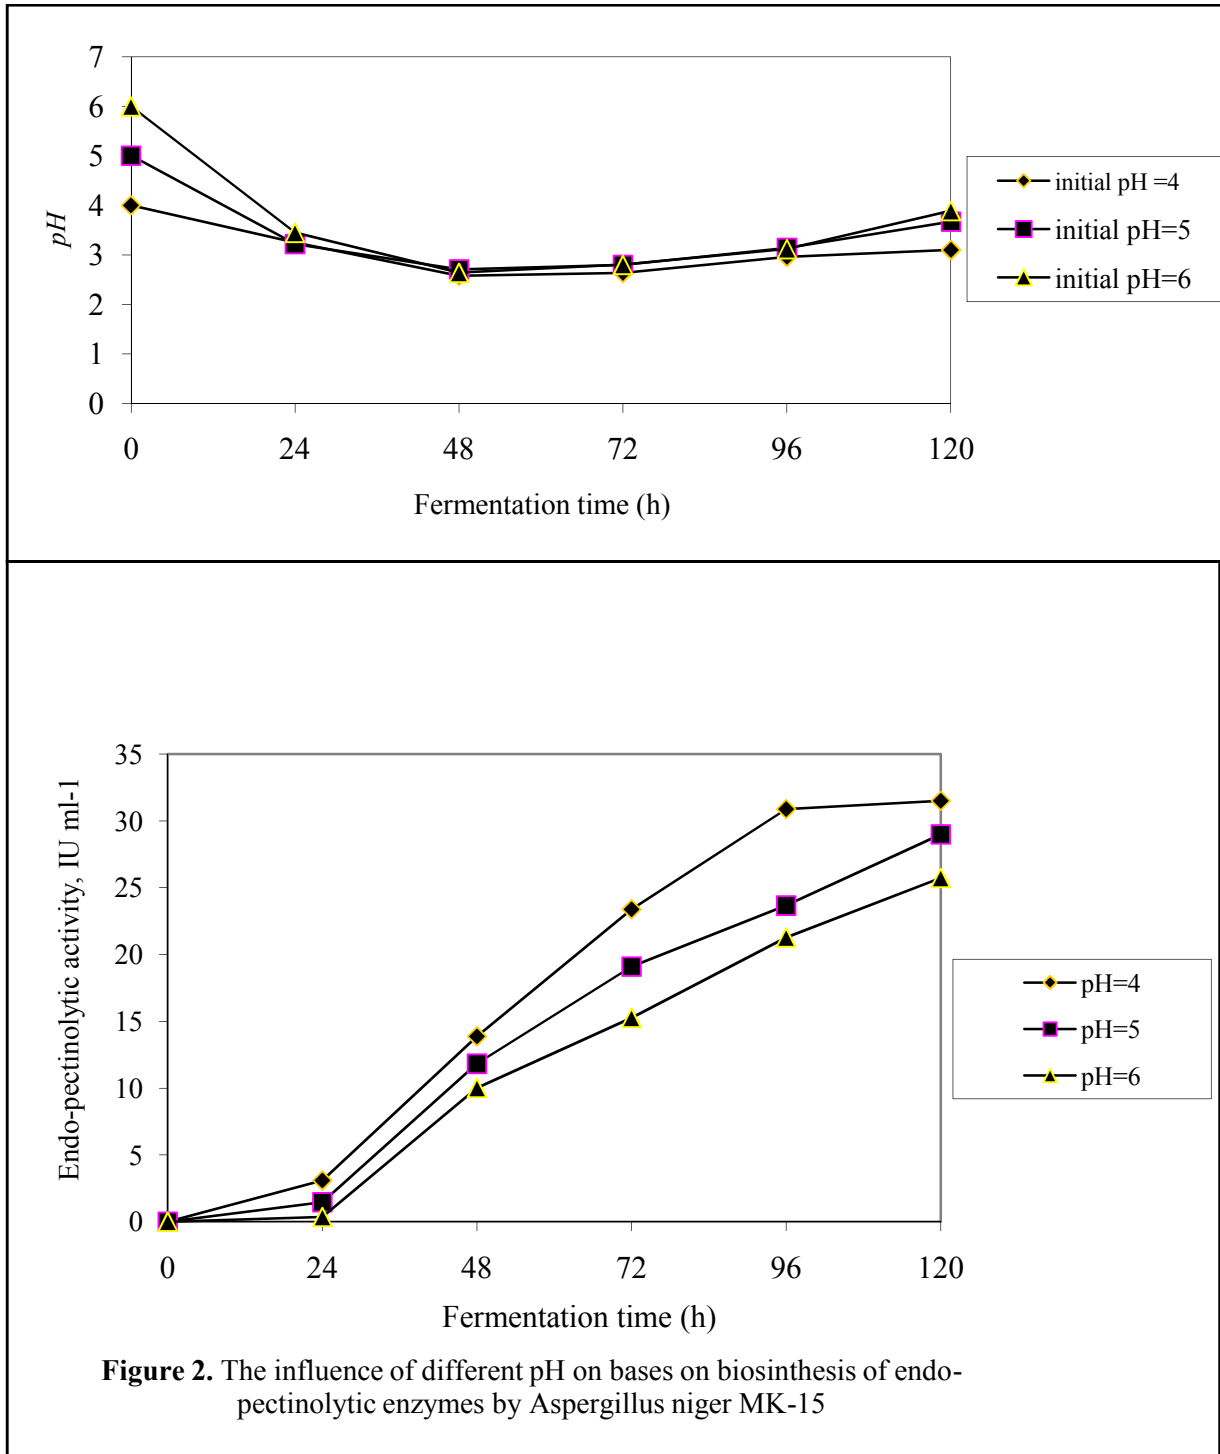 7
6
5
4
3
2
1
0
pH
0 24 48 72 96 120
Fermentation time (h)
initial pH =4
initial pH=5
initial pH=6
35
30
25
20
15
10
5
0
Endo-pectinolytic activity, IU ml-1
0 24 48 72 96 120
Fermentation time (h)
pH=4
pH=5
pH=6
Figure 2. The influence of different pH on bases on biosinthesis of endo-
pectinolytic enzymes by Aspergillus niger MK-15